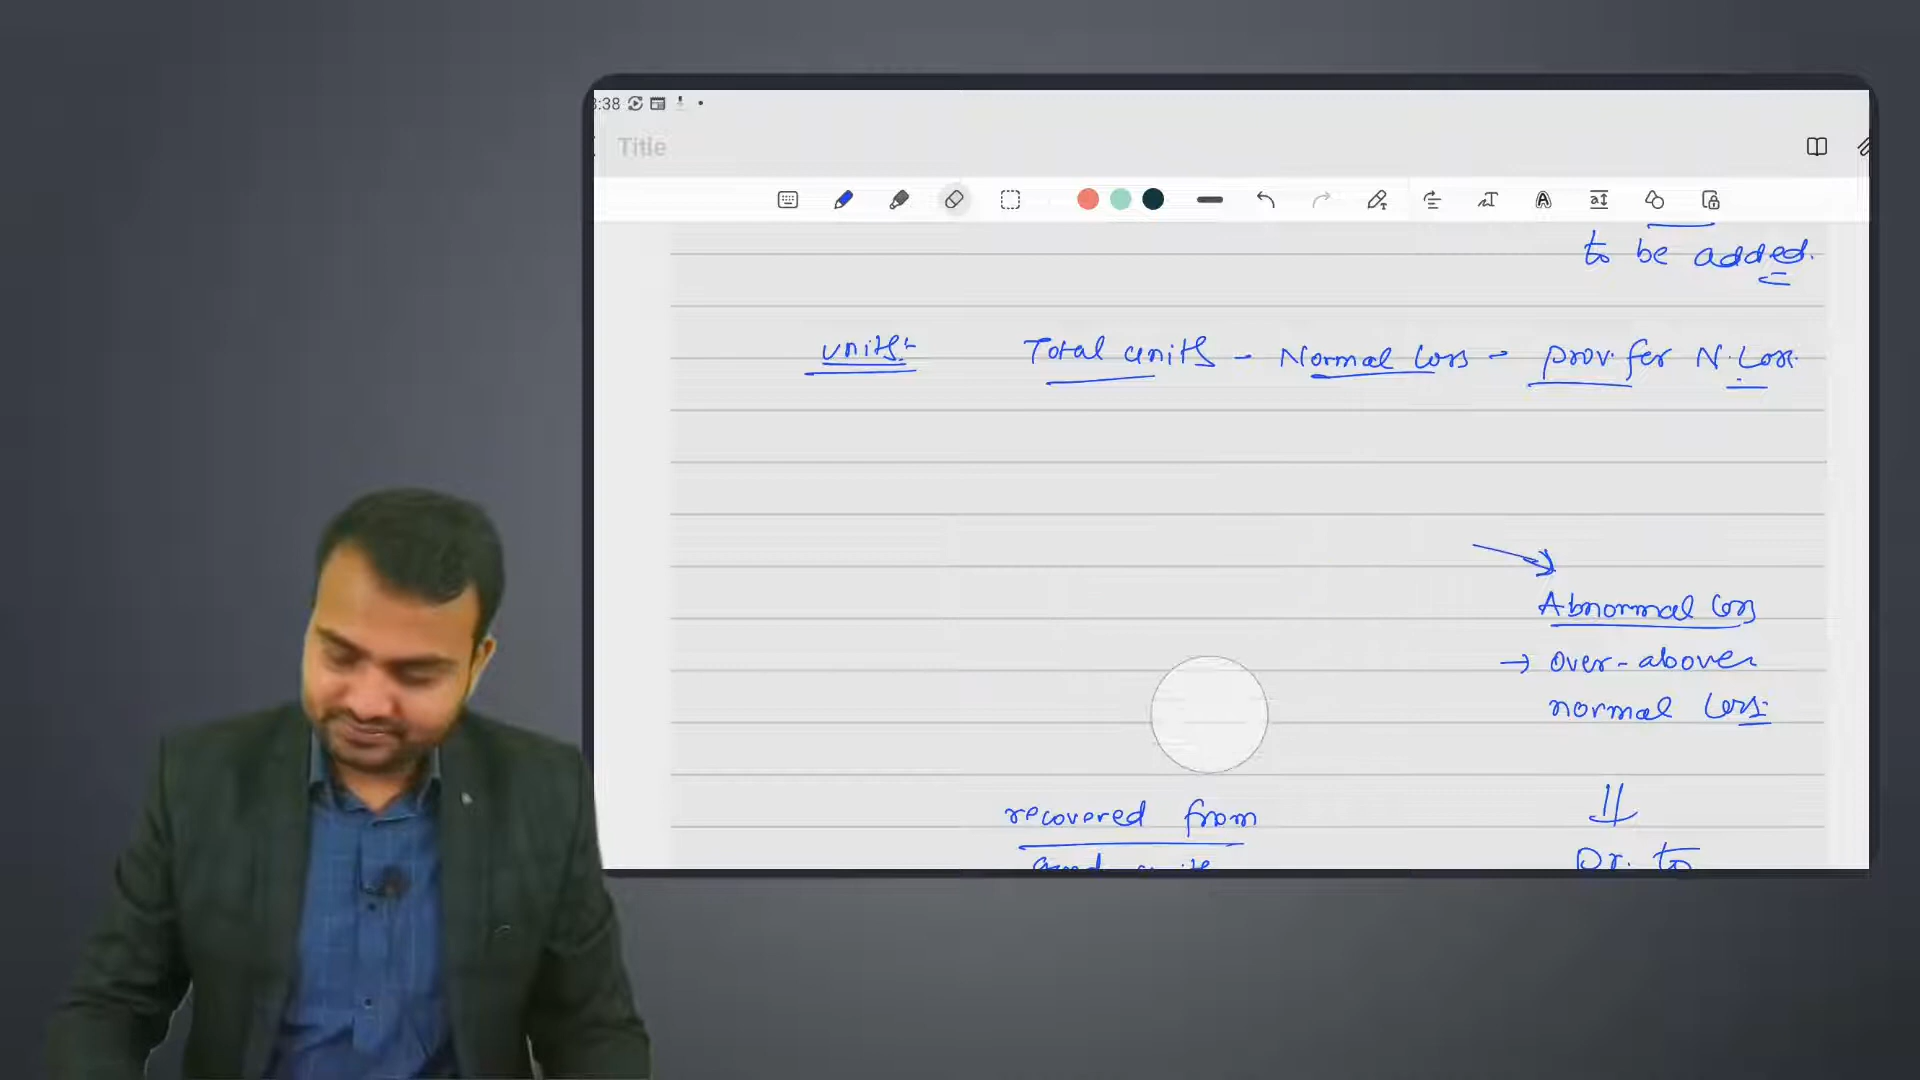 :38
Title
to be added.
units:- Total units - Normal Loss - prov. for N. Loss.
Abnormal Loss
→ over-above
normal Loss.
recovered from
Dr. to